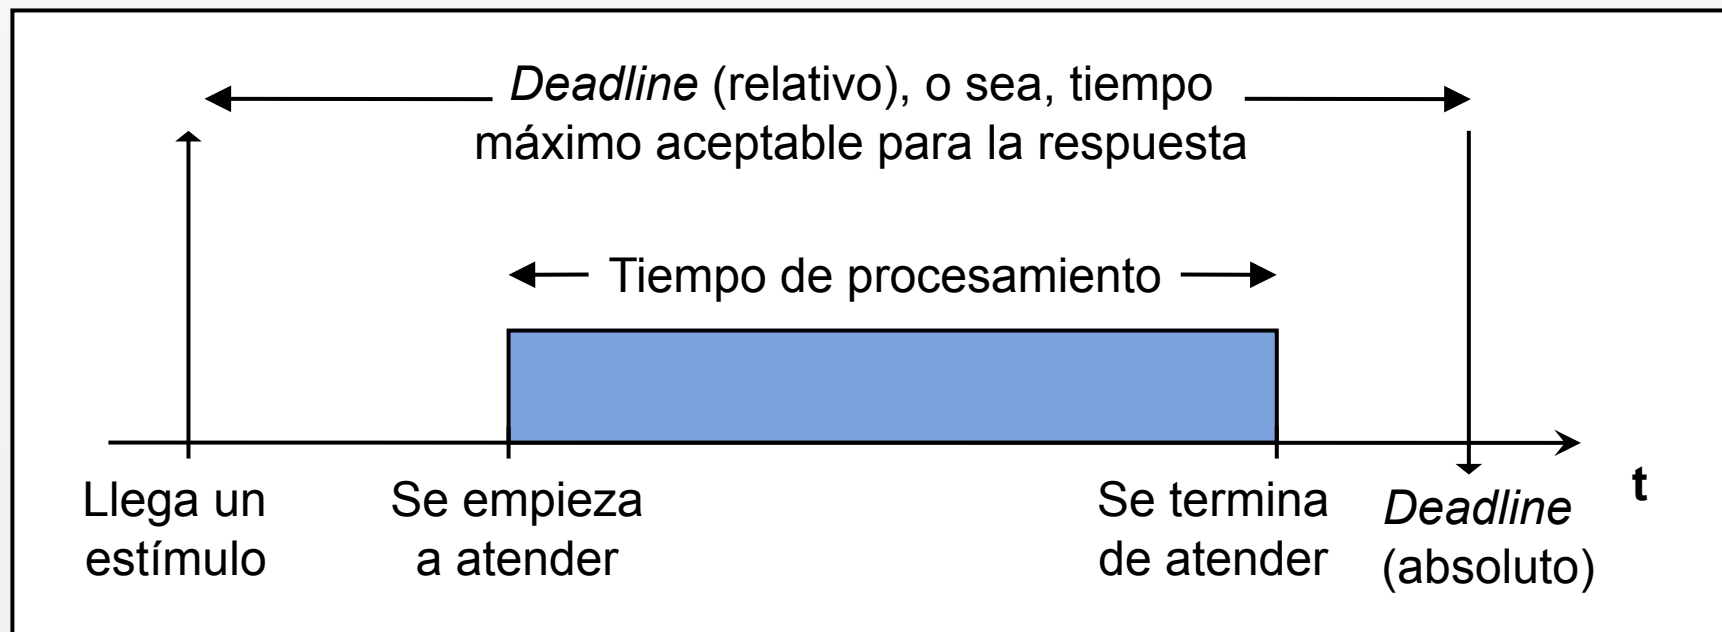 Deadline (relativo), o sea, tiempo
máximo aceptable para la respuesta
Tiempo de procesamiento
Llega un
estímulo
Se empieza
a atender
Se termina
de atender
Deadline
(absoluto)
t